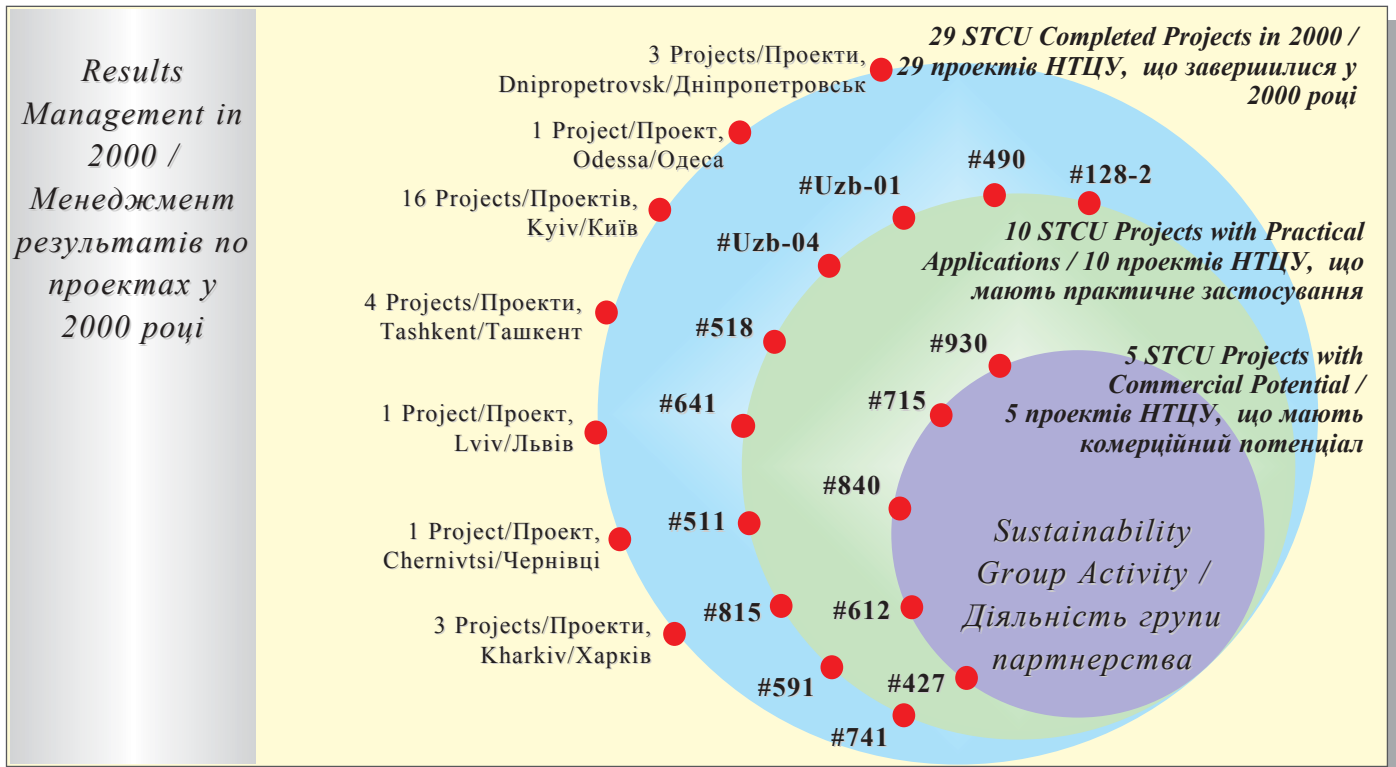 Results
Management in
2000 /
Менеджмент
результатів по
проектах у
2000 році
29 STCU Completed Projects in 2000 /
29 проектів НТЦУ, що завершилися у
2000 році
3 Projects/Проекти,
Dnipropetrovsk/Дніпропетровськ
1 Project/Проект,
Odessa/Одеса
16 Projects/Проектів,
Kyiv/Київ
4 Projects/Проекти,
Tashkent/Ташкент
1 Project/Проект,
Lviv/Львів
1 Project/Проект,
Chernivtsi/Чернівці
3 Projects/Проекти,
Kharkiv/Харків
10 STCU Projects with Practical
Applications / 10 проектів НТЦУ, що
мають практичне застосування
#128-2
#490
#Uzb-01
#Uzb-04
#518
#641
#511
#815
#591
#741
5 STCU Projects with
Commercial Potential /
5 проектів НТЦУ, що мають
комерційний потенціал
#930
#715
#840
#612
#427
Sustainability
Group Activity /
Діяльність групи
партнерства